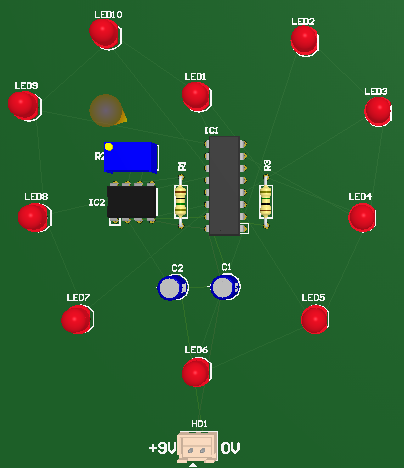 LED10
LED2
LED9
LED1
LED3
IC1
R2
R1
R3
IC2
LED8
LED4
C2
C1
LED7
LED5
LED6
HD1
+9V 0V